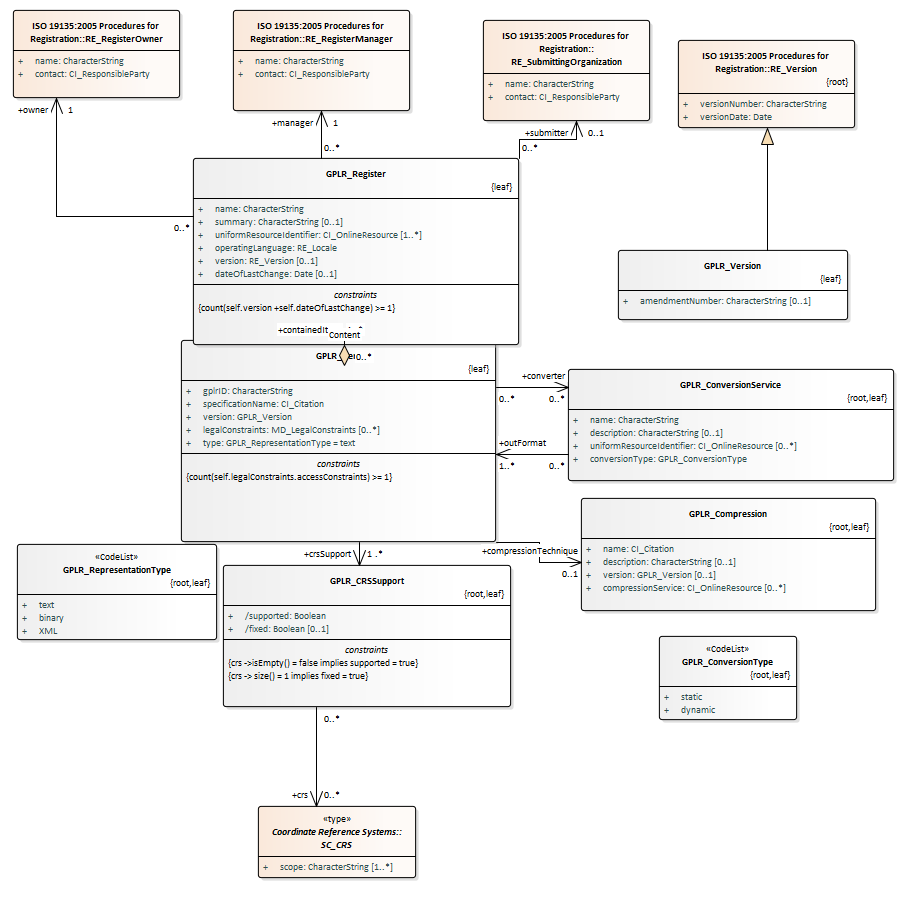 ISO 19135:2005 Procedures for
Registration::RE_RegisterOwner
+ name: CharacterString
+ contact: CI_ResponsibleParty
ISO 19135:2005 Procedures for
Registration::RE_RegisterManager
+ name: CharacterString
+ contact: CI_ResponsibleParty
ISO 19135:2005 Procedures for
Registration::
RE_SubmittingOrganization
+ name: CharacterString
+ contact: CI_ResponsibleParty
ISO 19135:2005 Procedures for
Registration::RE_Version
{root}
+ versionNumber: CharacterString
+ versionDate: Date
+owner 1
+manager 1
+submitter 0..1
0..*
0..*
0..*
GPLR_Register
{leaf}
+ name: CharacterString
+ summary: CharacterString [0..1]
+ uniformResourceIdentifier: CI_OnlineResource [1..*]
+ operatingLanguage: RE_Locale
+ version: RE_Version [0..1]
+ dateOfLastChange: Date [0..1]
constraints
{count(self.version +self.dateOfLastChange) >= 1}
+containedIt
Content
0..*
GPLR_Version
{leaf}
+ amendmentNumber: CharacterString [0..1]
GPLR_
{leaf}
+ gplrID: CharacterString
+ specificationName: CI_Citation
+ version: GPLR_Version
+ legalConstraints: MD_LegalConstraints [0..*]
+ type: GPLR_RepresentationType = text
constraints
{count(self.legalConstraints.accessConstraints) >= 1}
+converter
0..* 0..*
+outFormat
1..* 0..*
GPLR_ConversionService
{root,leaf}
+ name: CharacterString
+ description: CharacterString [0..1]
+ uniformResourceIdentifier: CI_OnlineResource [0..*]
+ conversionType: GPLR_ConversionType
GPLR_Compression
{root,leaf}
+ name: CI_Citation
+ description: CharacterString [0..1]
+ version: GPLR_Version [0..1]
+ compressionService: CI_OnlineResource [0..*]
+compressionTechnique
0..1
+crsSupport 1 .*
«CodeList»
GPLR_RepresentationType
{root,leaf}
+ text
+ binary
+ XML
GPLR_CRSSupport
{root,leaf}
+ /supported: Boolean
+ /fixed: Boolean [0..1]
constraints
{crs ->isEmpty() = false implies supported = true}
{crs -> size() = 1 implies fixed = true}
«CodeList»
GPLR_ConversionType
{root,leaf}
+ static
+ dynamic
0..*
+crs 0..*
«type»
Coordinate Reference Systems::
SC_CRS
+ scope: CharacterString [1..*]